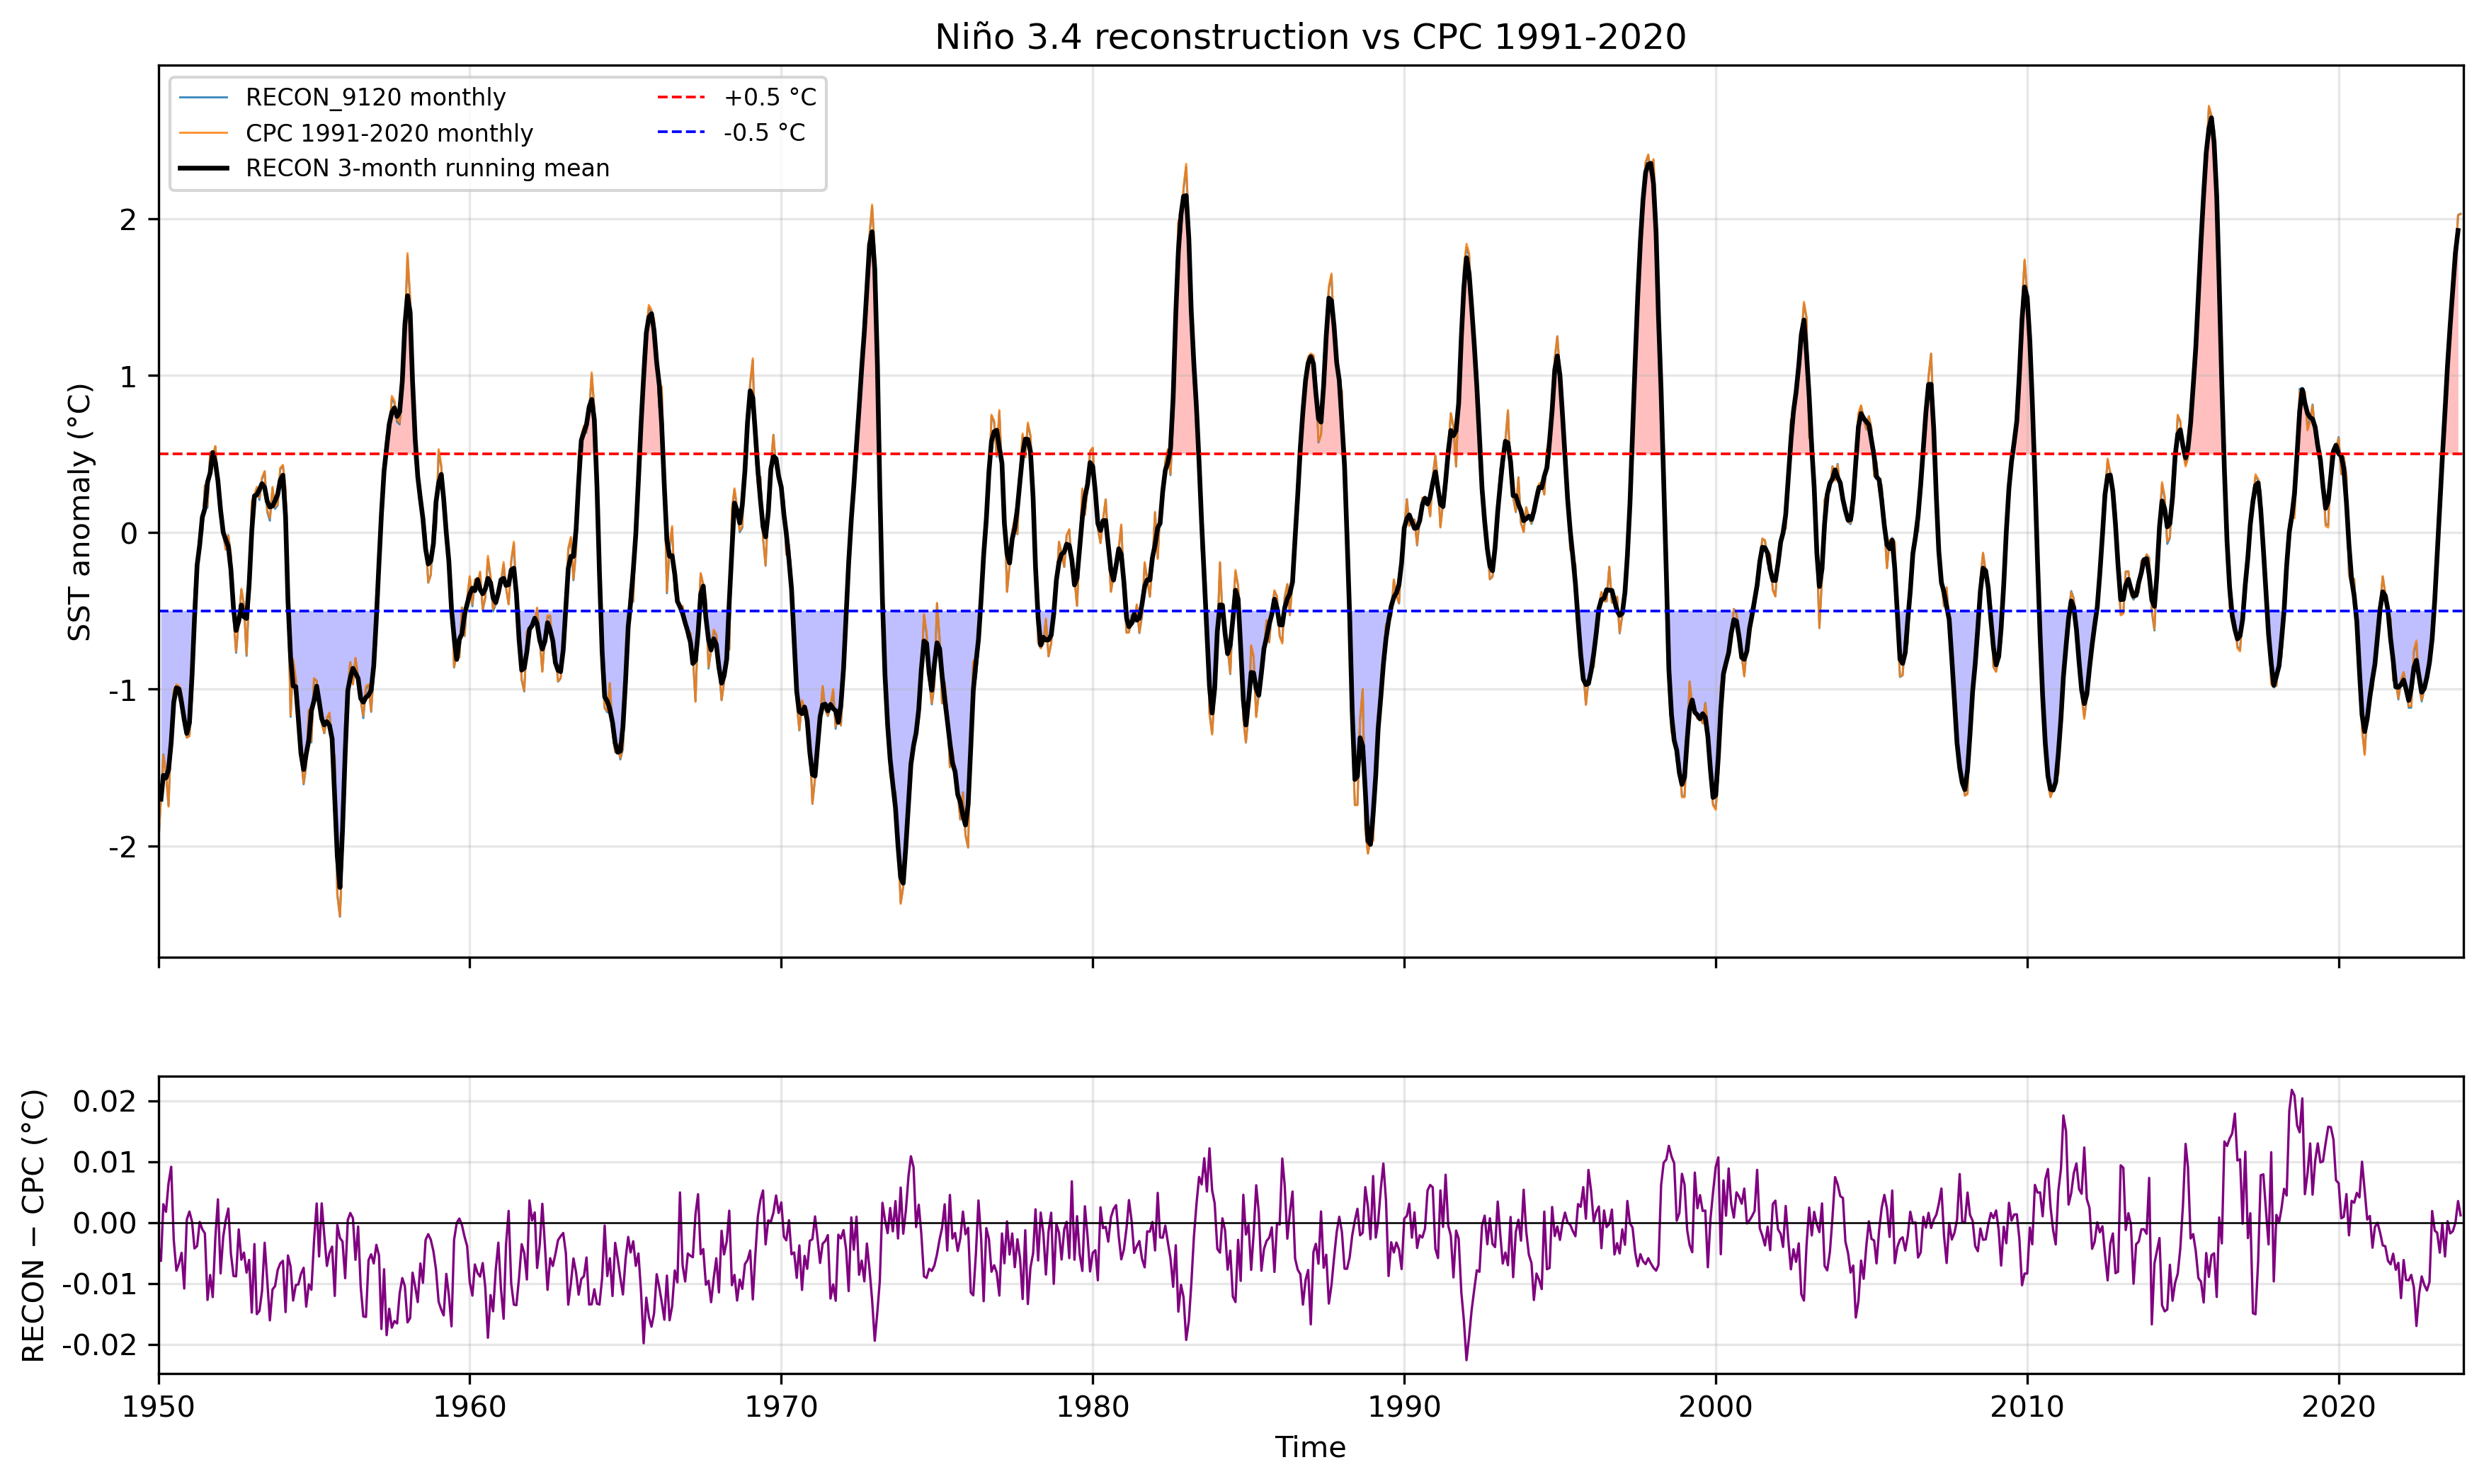 Niño 3.4 reconstruction vs CPC 1991-2020
RECON_9120 monthly
CPC 1991-2020 monthly
RECON 3-month running mean
+0.5 °C
-0.5 °C
SST anomaly (°C)
2
1
0
-1
-2
RECON − CPC (°C)
0.02
0.01
0.00
-0.01
-0.02
1950
1960
1970
1980
1990
2000
2010
2020
Time